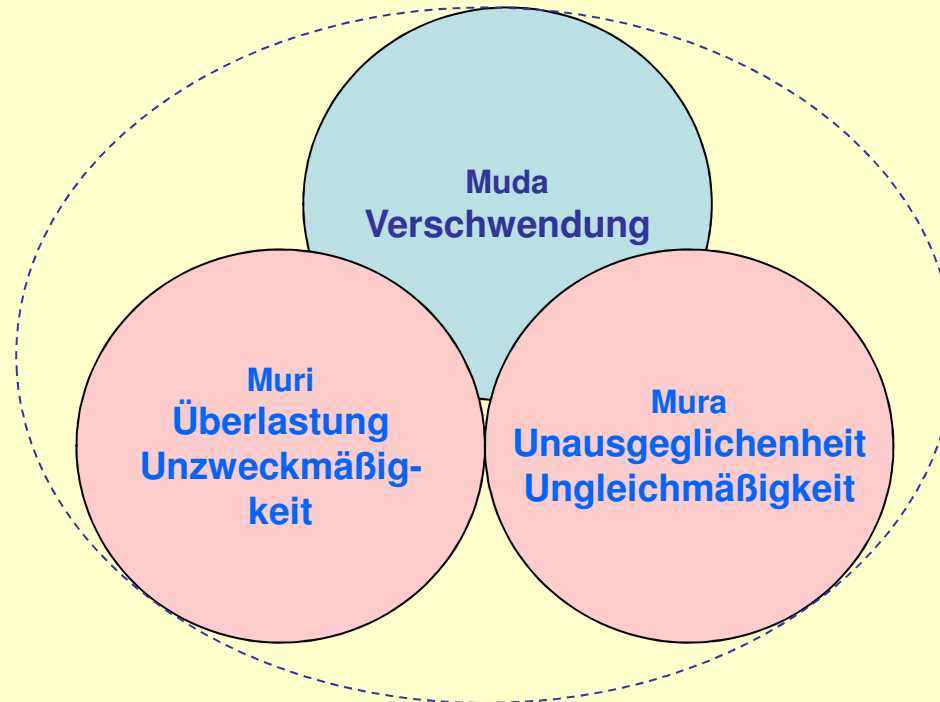 Muda
Verschwendung
Muri
Überlastung
Unzweckmäßig-
keit
Mura
Unausgeglichenheit
Ungleichmäßigkeit